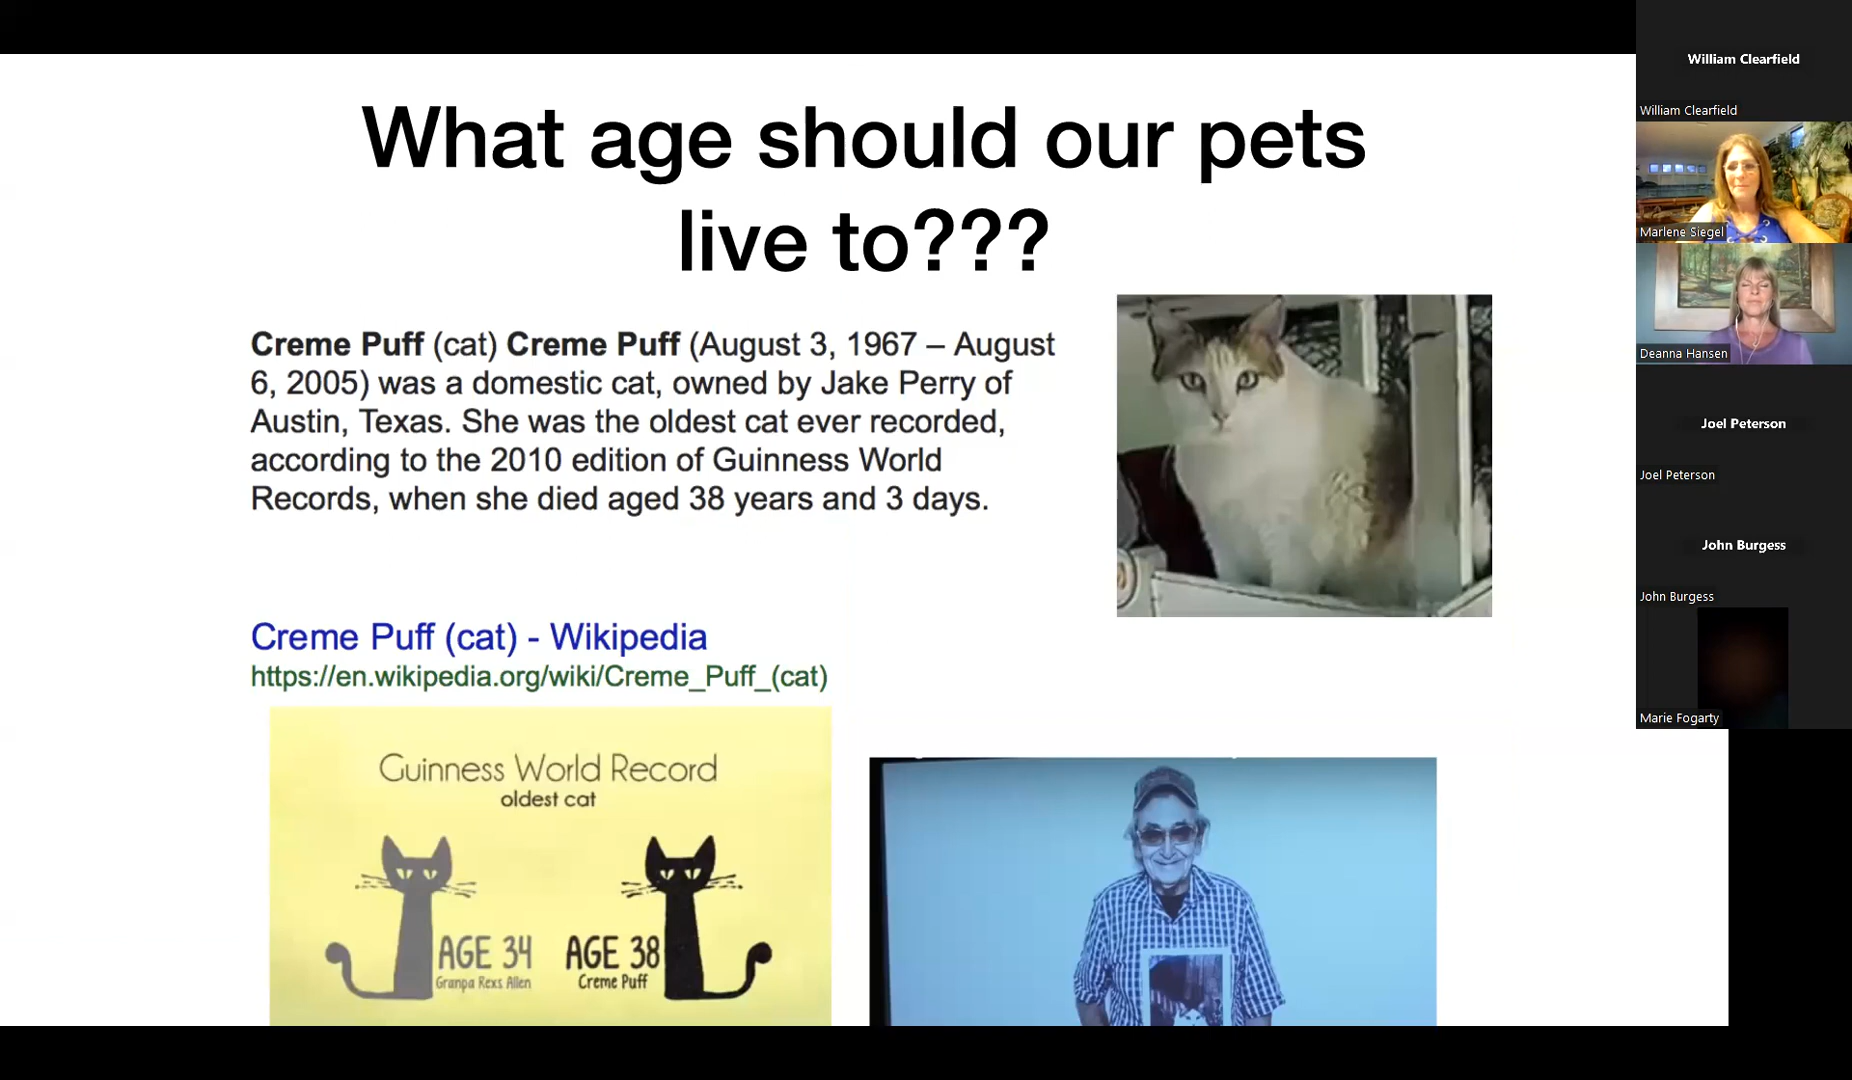 What age should our pets
live to???
Creme Puff (cat) Creme Puff (August 3, 1967 – August
6, 2005) was a domestic cat, owned by Jake Perry of
Austin, Texas. She was the oldest cat ever recorded,
according to the 2010 edition of Guinness World
Records, when she died aged 38 years and 3 days.
Creme Puff (cat) - Wikipedia
https://en.wikipedia.org/wiki/Creme_Puff_(cat)
Guinness World Record
oldest cat
AGE 34
Granpa Rexs Allen
AGE 38
Creme Puff
William Clearfield
William Clearfield
Marlene Siegel
Deanna Hansen
Joel Peterson
Joel Peterson
John Burgess
John Burgess
Marie Fogarty